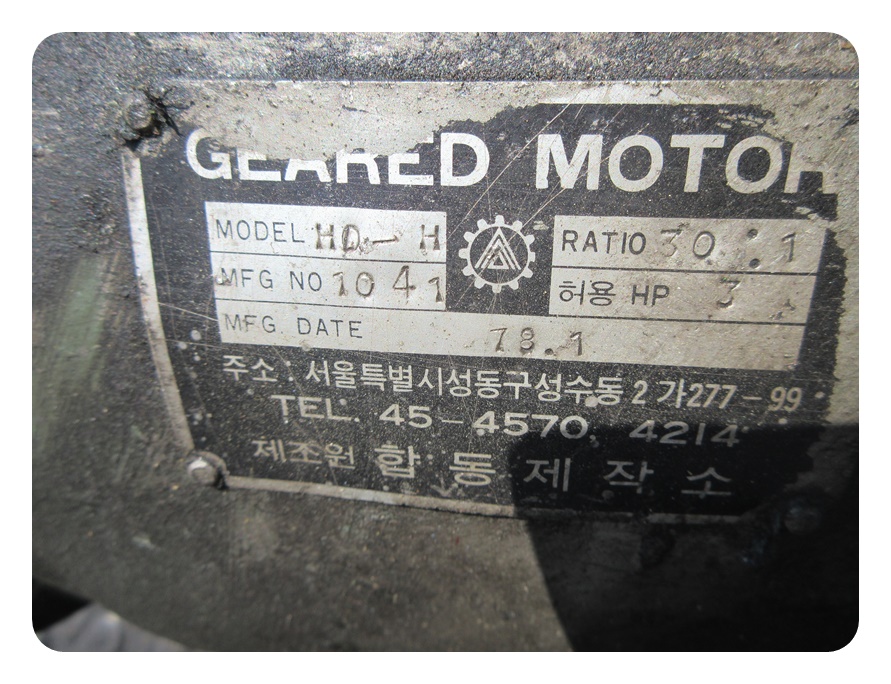 GEARED MOTOR
MODEL HD-H
RATIO 30:1
MFG NO 1041
허용 HP 3
MFG. DATE 78.1
주소: 서울특별시성동구성수동2가277-99
TEL. 45-4570, 4214
제조원 합동제작소